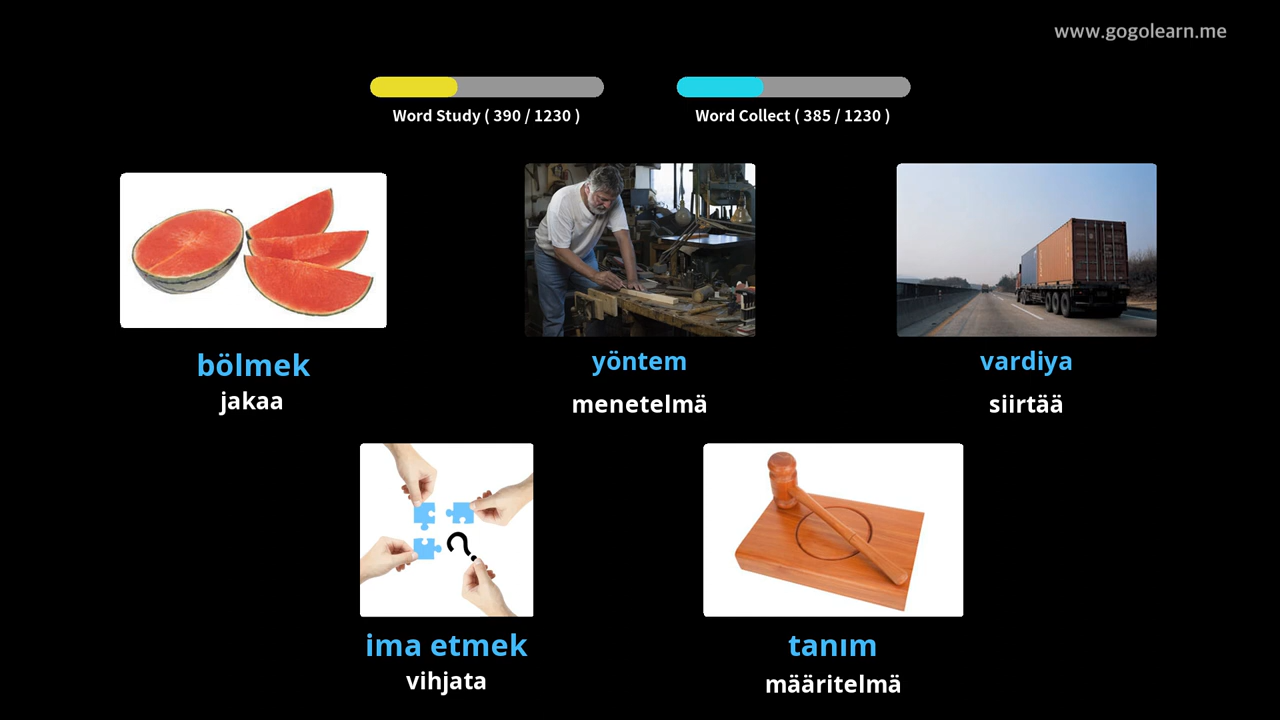 www.gogolearn.me
Word Study ( 390 / 1230 )
Word Collect ( 385 / 1230 )
bölmek
jakaa
yöntem
menetelmä
vardiya
siirtää
ima etmek
vihjata
tanım
määritelmä